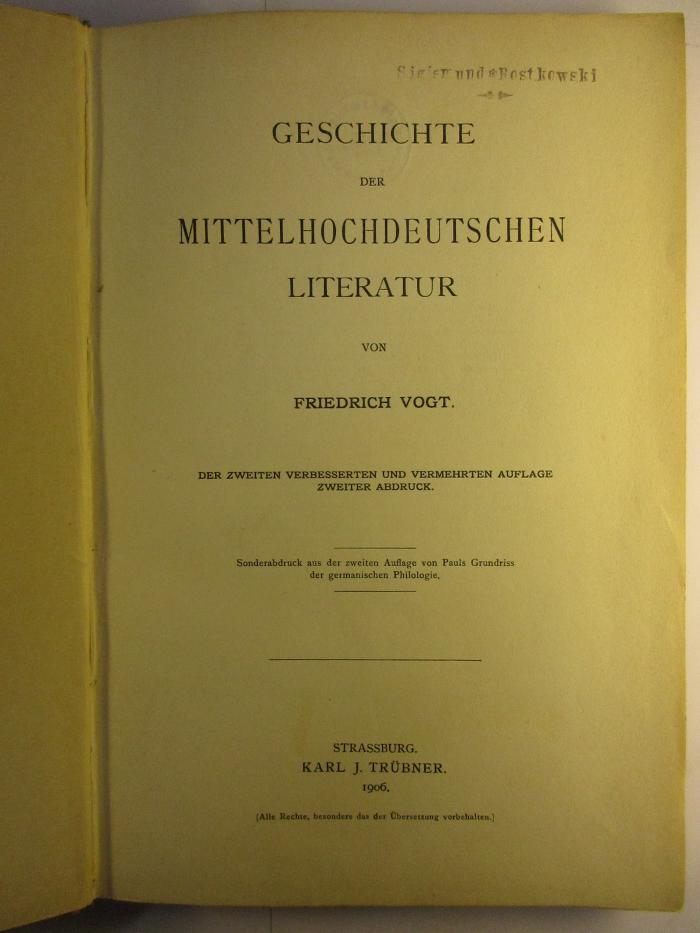 Rostkowski
GESCHICHTE
DER
MITTELHOCHDEUTSCHEN
LITERATUR
VON
FRIEDRICH VOGT.
DER ZWEITEN VERBESSERTEN UND VERMEHRTEN AUFLAGE
ZWEITER ABDRUCK.
Sonderabdruck aus der zweiten Auflage von Pauls Grundriss
der germanischen Philologie.
STRASSBURG.
KARL J. TRÜBNER.
1906.
[Alle Rechte, besonders das der Übersetzung vorbehalten.]